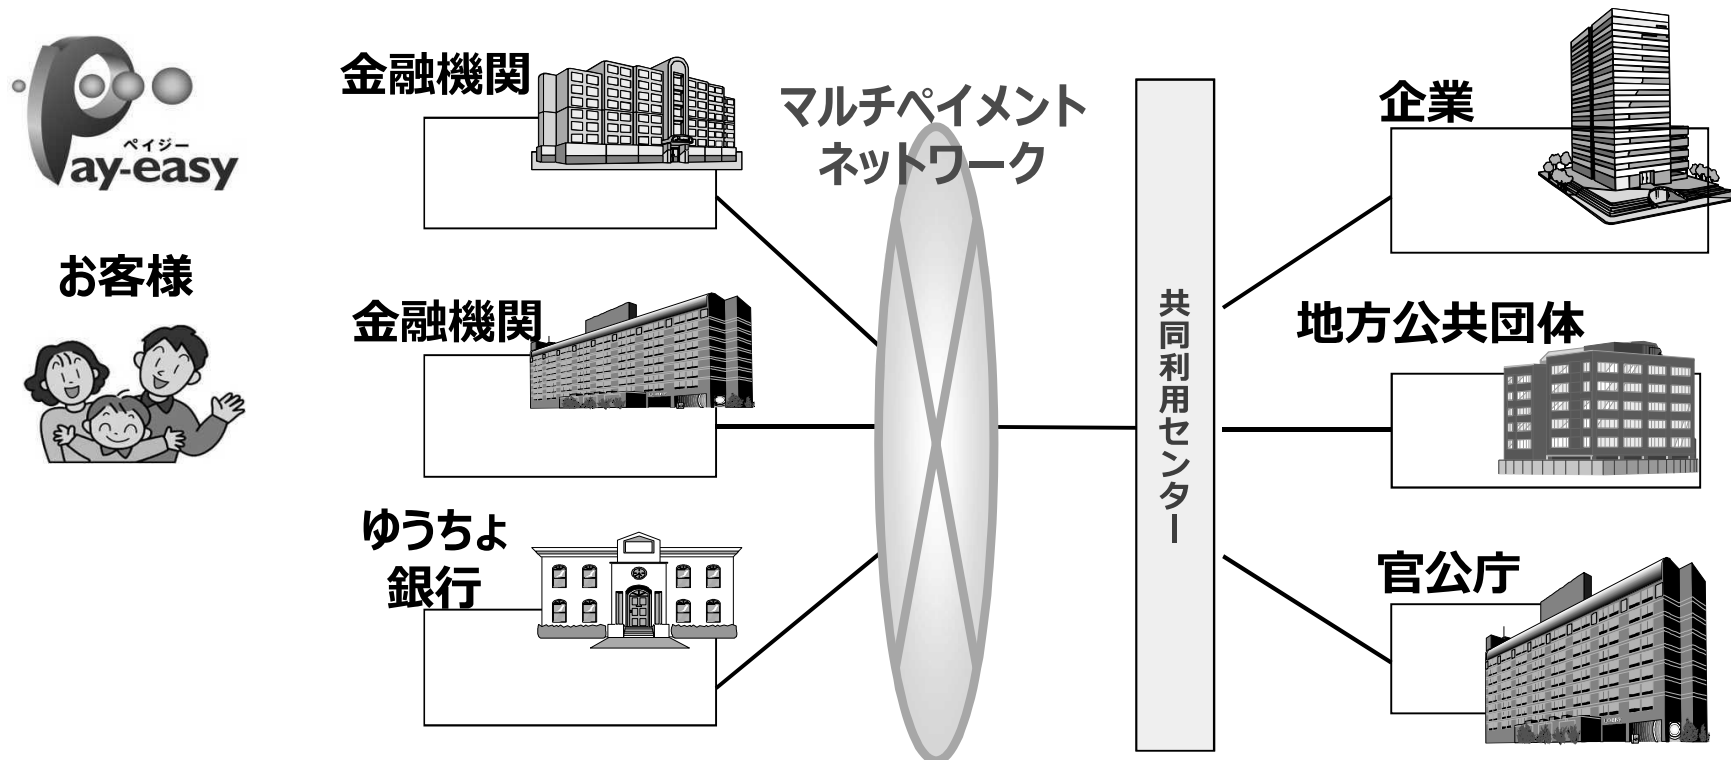 ペイジー
Pay-easy
お客様
金融機関
金融機関
ゆうちょ
銀行
マルチペイメント
ネットワーク
共同利用センター
企業
地方公共団体
官公庁